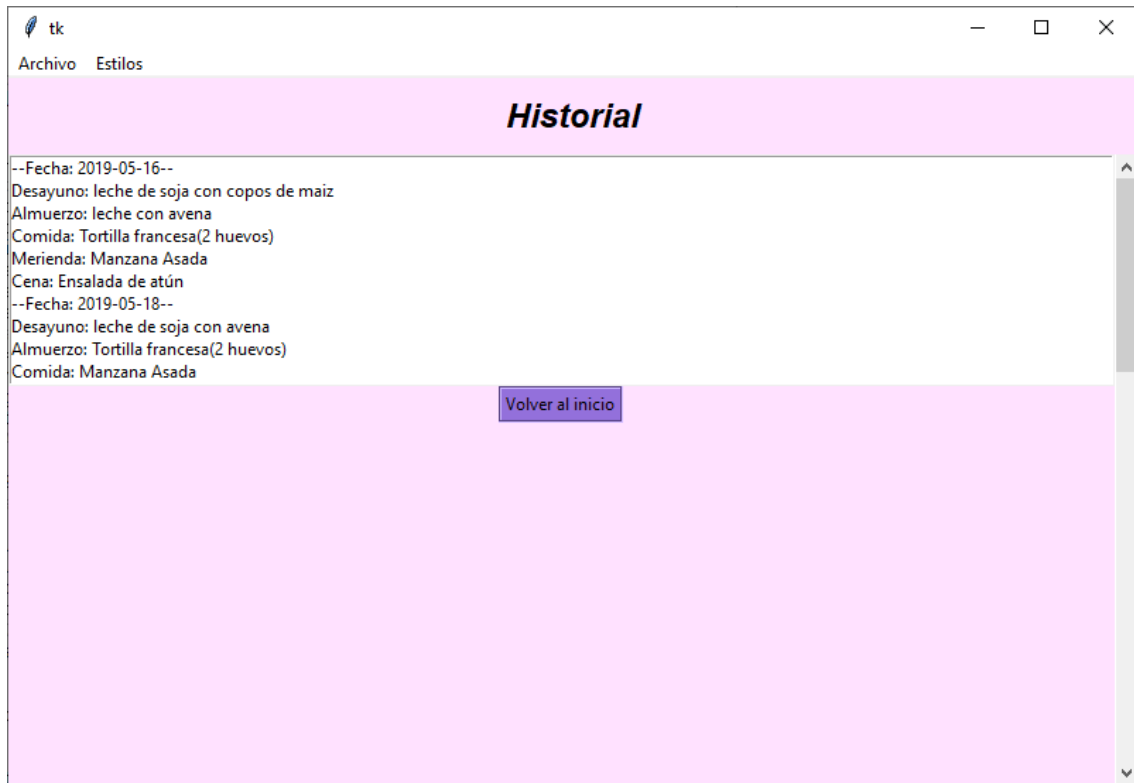 tk
Archivo Estilos
Historial
--Fecha: 2019-05-16--
Desayuno: leche de soja con copos de maiz
Almuerzo: leche con avena
Comida: Tortilla francesa(2 huevos)
Merienda: Manzana Asada
Cena: Ensalada de atún
--Fecha: 2019-05-18--
Desayuno: leche de soja con avena
Almuerzo: Tortilla francesa(2 huevos)
Comida: Manzana Asada
Volver al inicio